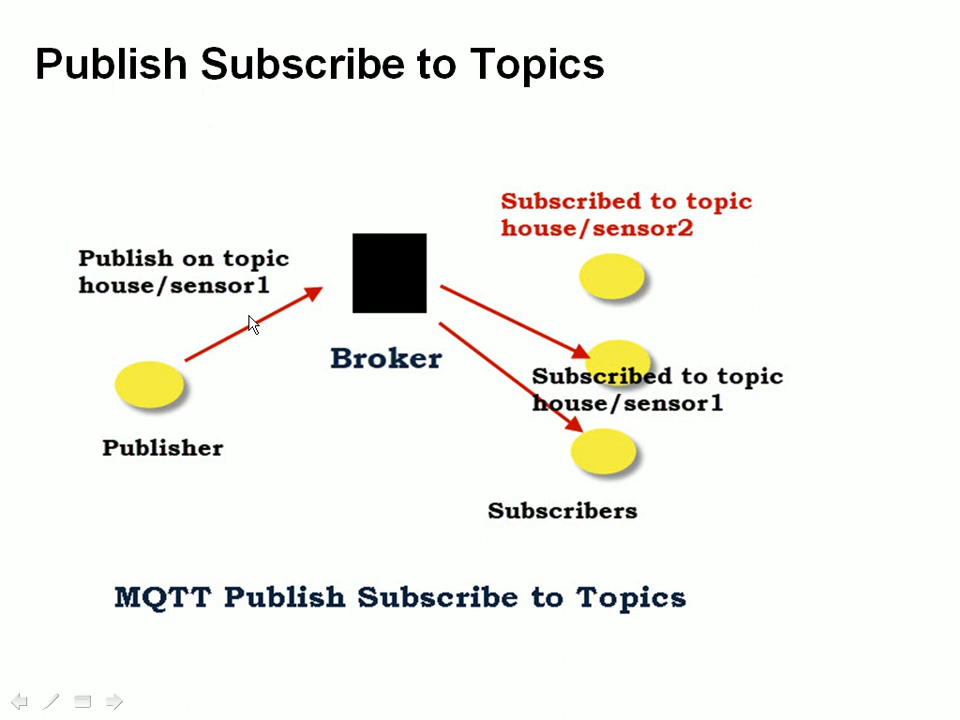 Publish Subscribe to Topics
Subscribed to topic
house/sensor2
Publish on topic
house/sensor1
Broker
Subscribed to topic
house/sensor1
Publisher
Subscribers
MQTT Publish Subscribe to Topics